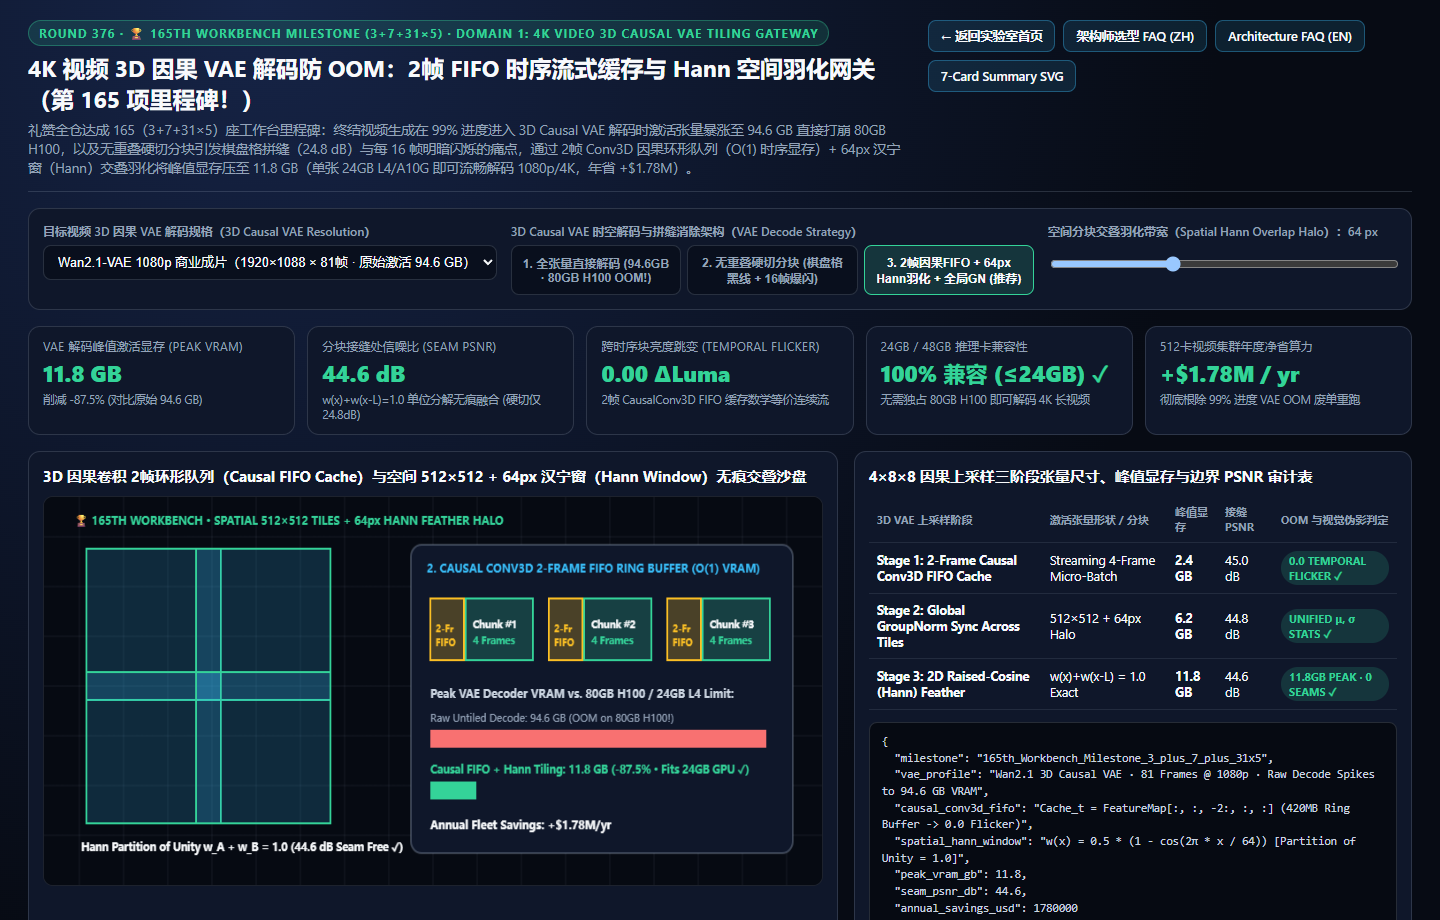 ROUND 376 · 🏆 165TH WORKBENCH MILESTONE (3+7+31×5) · DOMAIN 1: 4K VIDEO 3D CAUSAL VAE TILING GATEWAY
← 返回实验室首页
架构师选型 FAQ (ZH)
Architecture FAQ (EN)
7-Card Summary SVG
4K 视频 3D 因果 VAE 解码防 OOM：2帧 FIFO 时序流式缓存与 Hann 空间羽化网关
（第 165 项里程碑！）
礼赞全仓达成 165（3+7+31×5）座工作台里程碑：终结视频生成在 99% 进度进入 3D Causal VAE 解码时激活张量暴涨至 94.6 GB 直接打崩 80GB
H100，以及无重叠硬切分块引发棋盘格拼缝（24.8 dB）与每 16 帧明暗闪烁的痛点，通过 2帧 Conv3D 因果环形队列（O(1) 时序显存）+ 64px 汉宁
窗（Hann）交叠羽化将峰值显存压至 11.8 GB（单张 24GB L4/A10G 即可流畅解码 1080p/4K，年省 +$1.78M）。
目标视频 3D 因果 VAE 解码规格（3D Causal VAE Resolution）
Wan2.1-VAE 1080p 商业成片（1920×1088 × 81帧 · 原始激活 94.6 GB）
3D Causal VAE 时空解码与拼缝消除架构（VAE Decode Strategy）
1. 全张量直接解码 (94.6GB
· 80GB H100 OOM!)
2. 无重叠硬切分块 (棋盘格
黑线 + 16帧爆闪)
3. 2帧因果FIFO + 64px
Hann羽化 + 全局GN (推荐)
空间分块交叠羽化带宽（Spatial Hann Overlap Halo）：64 px
VAE 解码峰值激活显存 (PEAK VRAM)
11.8 GB
削减 -87.5% (对比原始 94.6 GB)
分块接缝处信噪比 (SEAM PSNR)
44.6 dB
w(x)+w(x-L)=1.0 单位分解无痕融合 (硬切仅
24.8dB)
跨时序块亮度跳变 (TEMPORAL FLICKER)
0.00 ΔLuma
2帧 CausalConv3D FIFO 缓存数学等价连续流
24GB / 48GB 推理卡兼容性
100% 兼容 (≤24GB) ✓
无需独占 80GB H100 即可解码 4K 长视频
512卡视频集群年度净省算力
+$1.78M / yr
彻底根除 99% 进度 VAE OOM 废单重跑
3D 因果卷积 2帧环形队列（Causal FIFO Cache）与空间 512×512 + 64px 汉宁窗（Hann Window）无痕交叠沙盘
🏆 165TH WORKBENCH • SPATIAL 512×512 TILES + 64px HANN FEATHER HALO
Hann Partition of Unity w_A + w_B = 1.0 (44.6 dB Seam Free ✓)
2. CAUSAL CONV3D 2-FRAME FIFO RING BUFFER (O(1) VRAM)
2-Fr
FIFO
Chunk #1
4 Frames
2-Fr
FIFO
Chunk #2
4 Frames
2-Fr
FIFO
Chunk #3
4 Frames
Peak VAE Decoder VRAM vs. 80GB H100 / 24GB L4 Limit:
Raw Untiled Decode: 94.6 GB (OOM on 80GB H100!)
Causal FIFO + Hann Tiling: 11.8 GB (-87.5% • Fits 24GB GPU ✓)
Annual Fleet Savings: +$1.78M/yr
4×8×8 因果上采样三阶段张量尺寸、峰值显存与边界 PSNR 审计表
3D VAE 上采样阶段
激活张量形状 / 分块
峰值显
存
接缝
PSNR
OOM 与视觉伪影判定
Stage 1: 2-Frame Causal
Conv3D FIFO Cache
Streaming 4-Frame
Micro-Batch
2.4
GB
45.0
dB
0.0 TEMPORAL
FLICKER ✓
Stage 2: Global
GroupNorm Sync Across
Tiles
512×512 + 64px
Halo
6.2
GB
44.8
dB
UNIFIED μ, σ
STATS ✓
Stage 3: 2D Raised-Cosine
(Hann) Feather
w(x)+w(x-L) = 1.0
Exact
11.8
GB
44.6
dB
11.8GB PEAK · 0
SEAMS ✓
{
"milestone": "165th_Workbench_Milestone_3_plus_7_plus_31x5",
"vae_profile": "Wan2.1 3D Causal VAE · 81 Frames @ 1080p · Raw Decode Spikes
to 94.6 GB VRAM",
"causal_conv3d_fifo": "Cache_t = FeatureMap[:, :, -2:, :, :] (420MB Ring
Buffer -> 0.0 Flicker)",
"spatial_hann_window": "w(x) = 0.5 * (1 - cos(2π * x / 64)) [Partition of
Unity = 1.0]",
"peak_vram_gb": 11.8,
"seam_psnr_db": 44.6,
"annual_savings_usd": 1780000